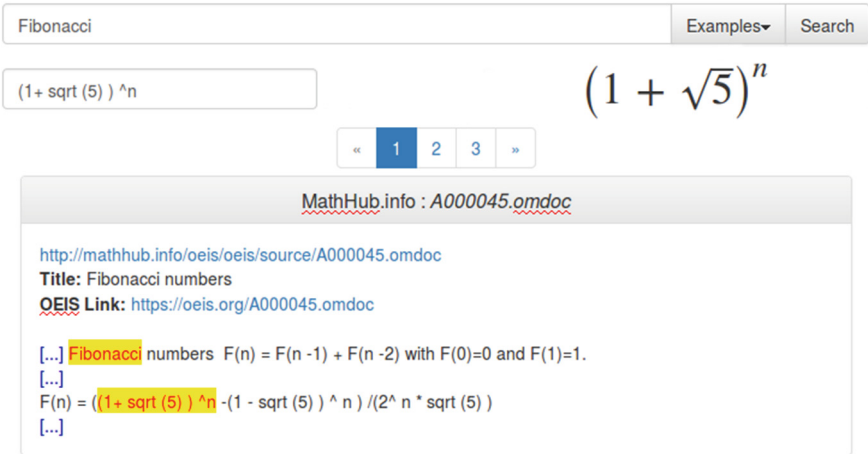 Fibonacci Examples Search
(1+ sqrt (5) ) ^n (1 + √5)^n
« 1 2 3 »
MathHub.info : A000045.omdoc
http://mathhub.info/oeis/oeis/source/A000045.omdoc
Title: Fibonacci numbers
OEIS Link: https://oeis.org/A000045.omdoc
[...] Fibonacci numbers F(n) = F(n -1) + F(n -2) with F(0)=0 and F(1)=1.
[...]
F(n) = ((1+ sqrt (5) ) ^n -(1 - sqrt (5) ) ^ n ) /(2^ n * sqrt (5) )
[...]